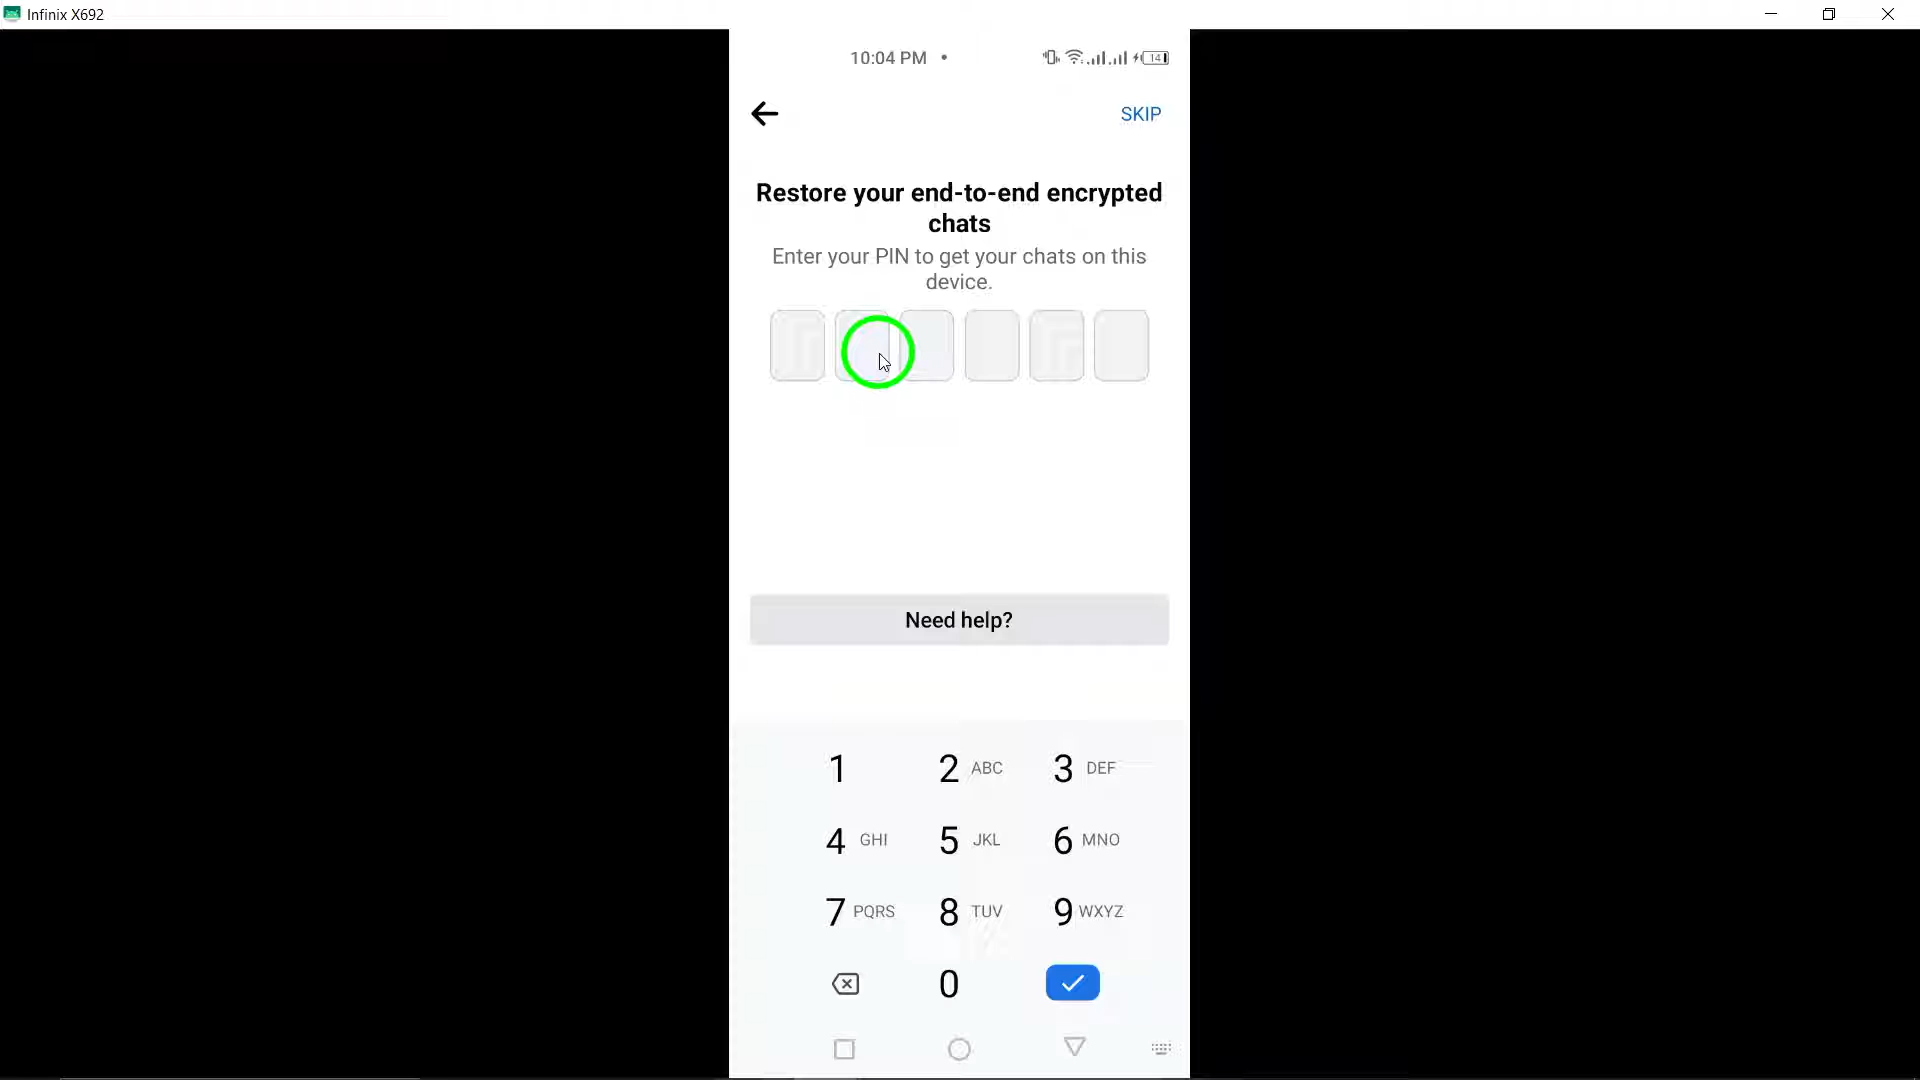 Infinix X692
10:04 PM
14
SKIP
Restore your end-to-end encrypted
chats
Enter your PIN to get your chats on this
device.
Need help?
1 2 ABC 3 DEF
4 GHI 5 JKL 6 MNO
7 PQRS 8 TUV 9 WXYZ
0